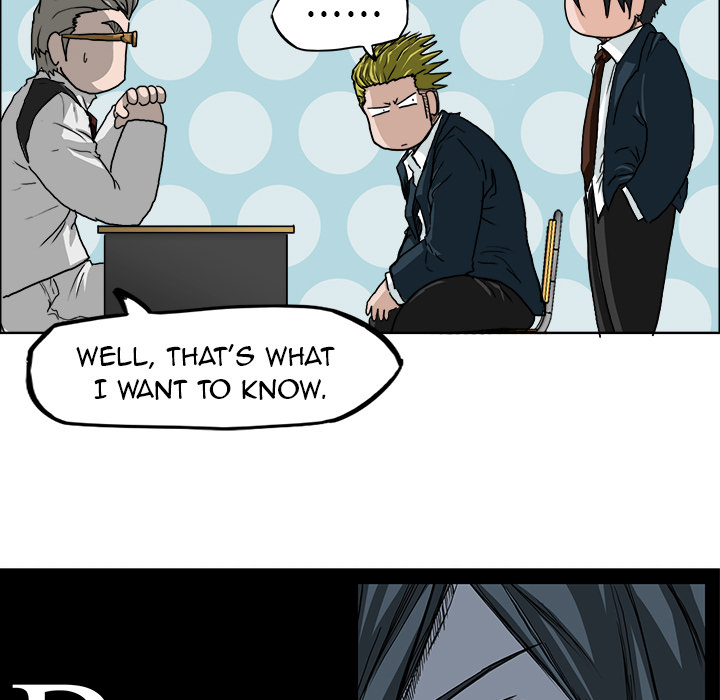 ......
WELL, THAT'S WHAT
I WANT TO KNOW.